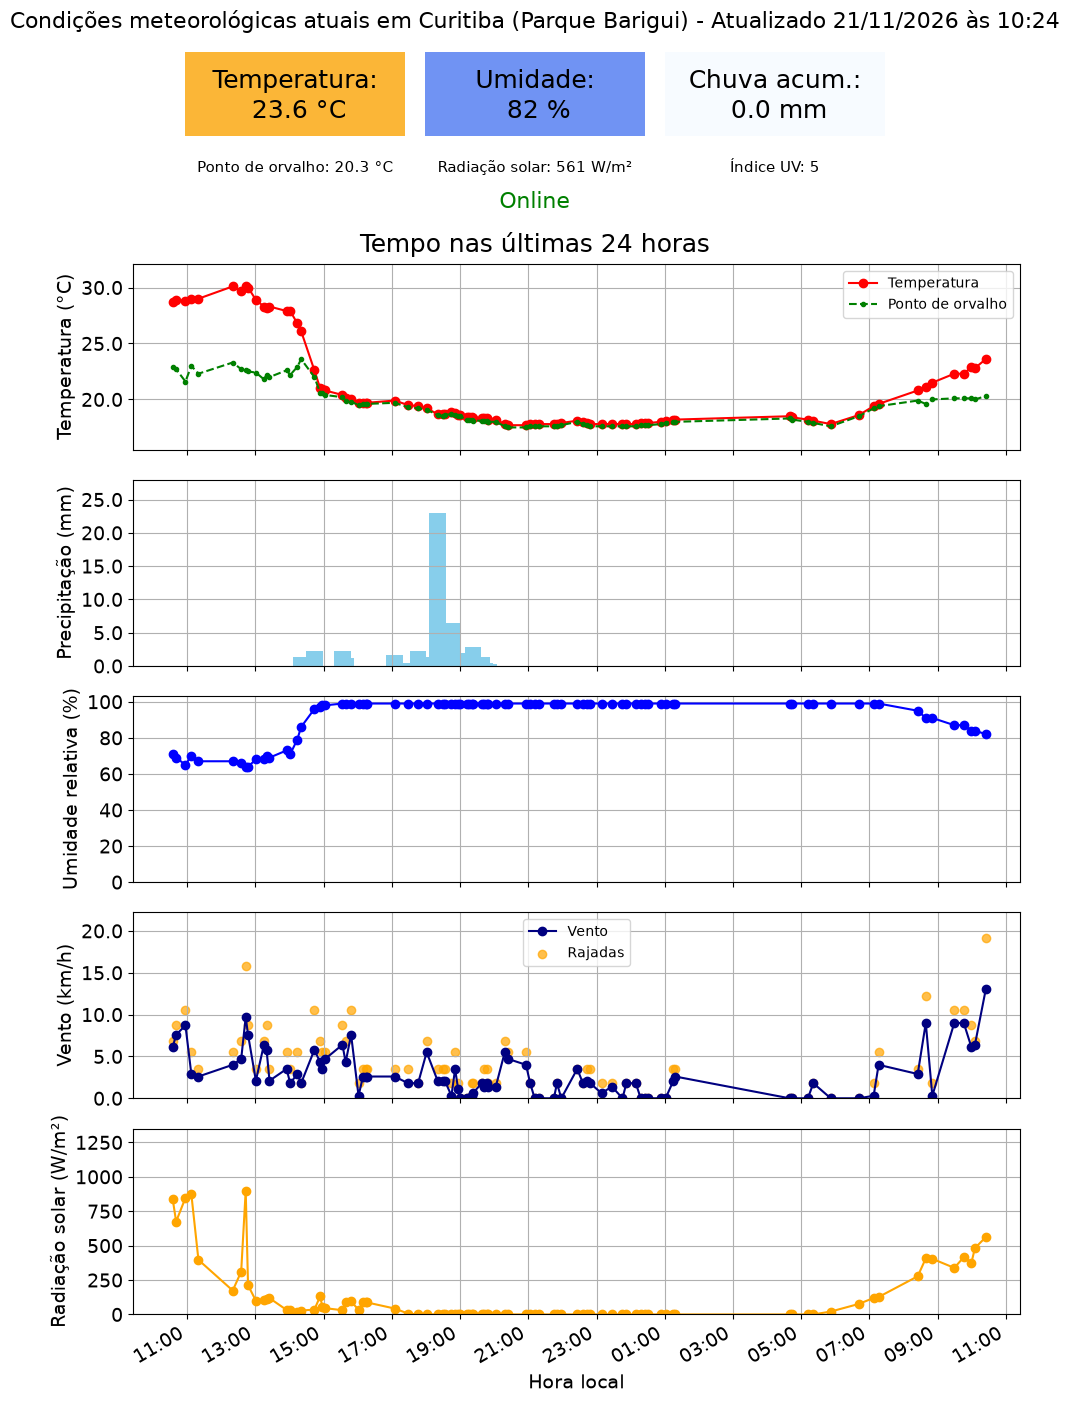 Condições meteorológicas atuais em Curitiba (Parque Barigui) - Atualizado 21/11/2026 às 10:24
Temperatura:
23.6 °C
Umidade:
82 %
Chuva acum.:
0.0 mm
Ponto de orvalho: 20.3 °C
Radiação solar: 561 W/m²
Índice UV: 5
Online
Tempo nas últimas 24 horas
Temperatura (°C)
30.0
25.0
20.0
Temperatura
Ponto de orvalho
Precipitação (mm)
25.0
20.0
15.0
10.0
5.0
0.0
Umidade relativa (%)
100
80
60
40
20
0
Vento (km/h)
20.0
15.0
10.0
5.0
0.0
Vento
Rajadas
Radiação solar (W/m²)
1250
1000
750
500
250
0
11:00
13:00
15:00
17:00
19:00
21:00
23:00
01:00
03:00
05:00
07:00
09:00
11:00
Hora local